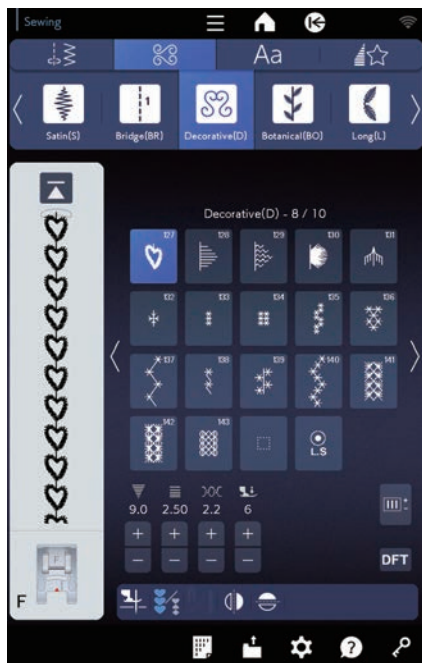 Sewing
Aa
1
Satin(S) Bridge(BR) Decorative(D) Botanical(BO) Long(L)
Decorative(D) - 8 / 10
127 128 129 130 131
132 133 134 135 136
137 138 139 140 141
142 143
L.S
9.0 2.50 2.2 6
+ + +
− − − DFT
F
?